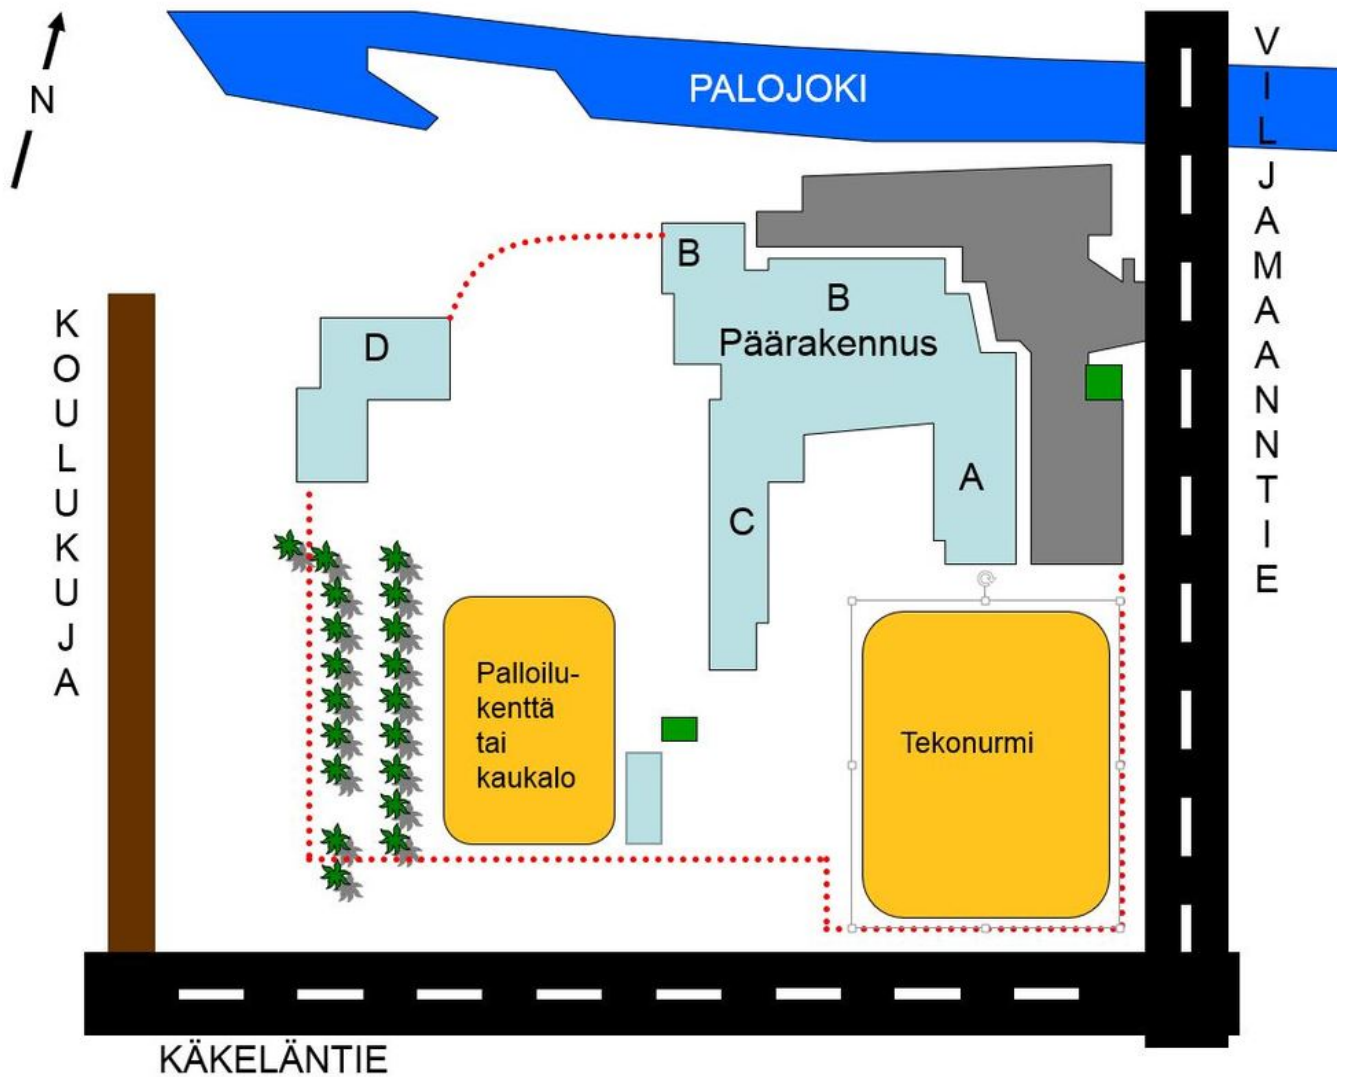 N
PALOJOKI
VILJAMAANNTIE
B
B
Päärakennus
KOULUKUJA
D
A
C
Palloilu-
kenttä
tai
kaukalo
Tekonurmi
KÄKELÄNTIE